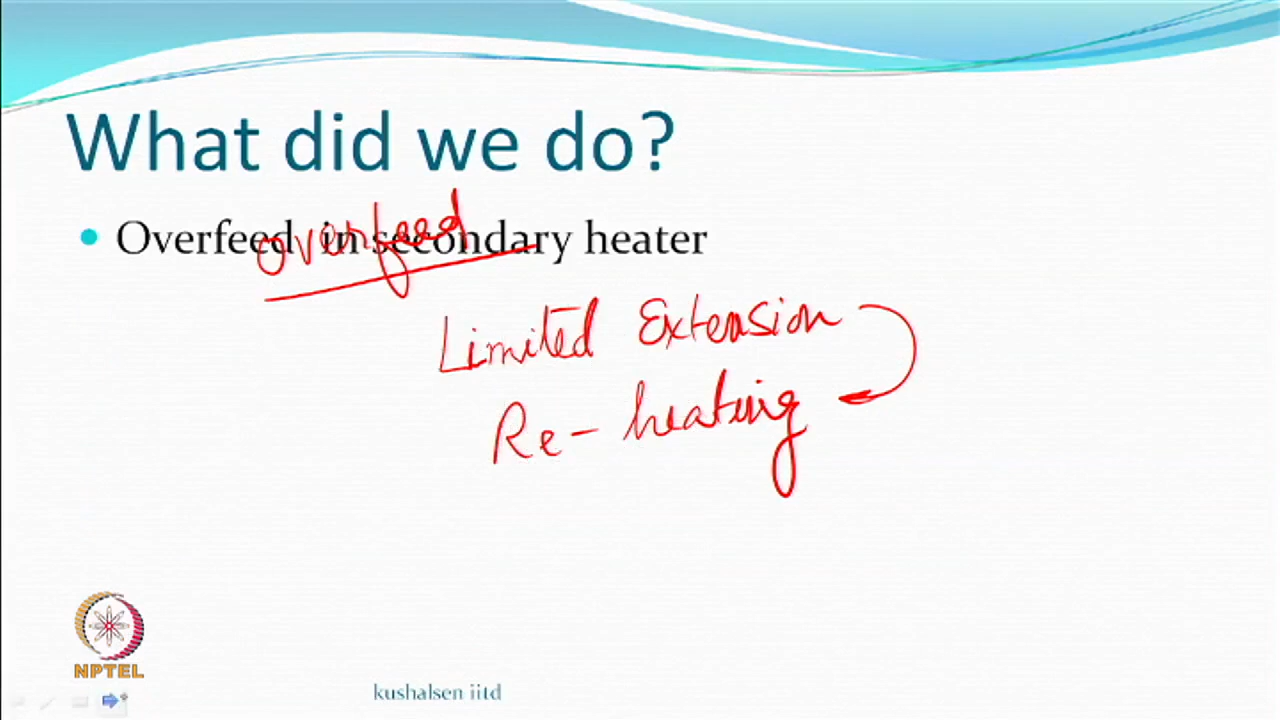 What did we do?
Overfeed in secondary heater
overfeed
Limited Extension
Re-heating
NPTEL
kushalsen iitd